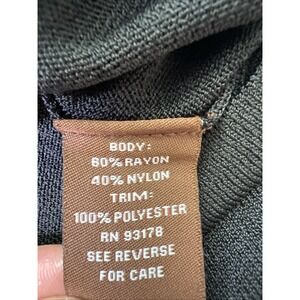 BODY:
60% RAYON
40% NYLON
TRIM:
100% POLYESTER
RN 93178
SEE REVERSE
FOR CARE